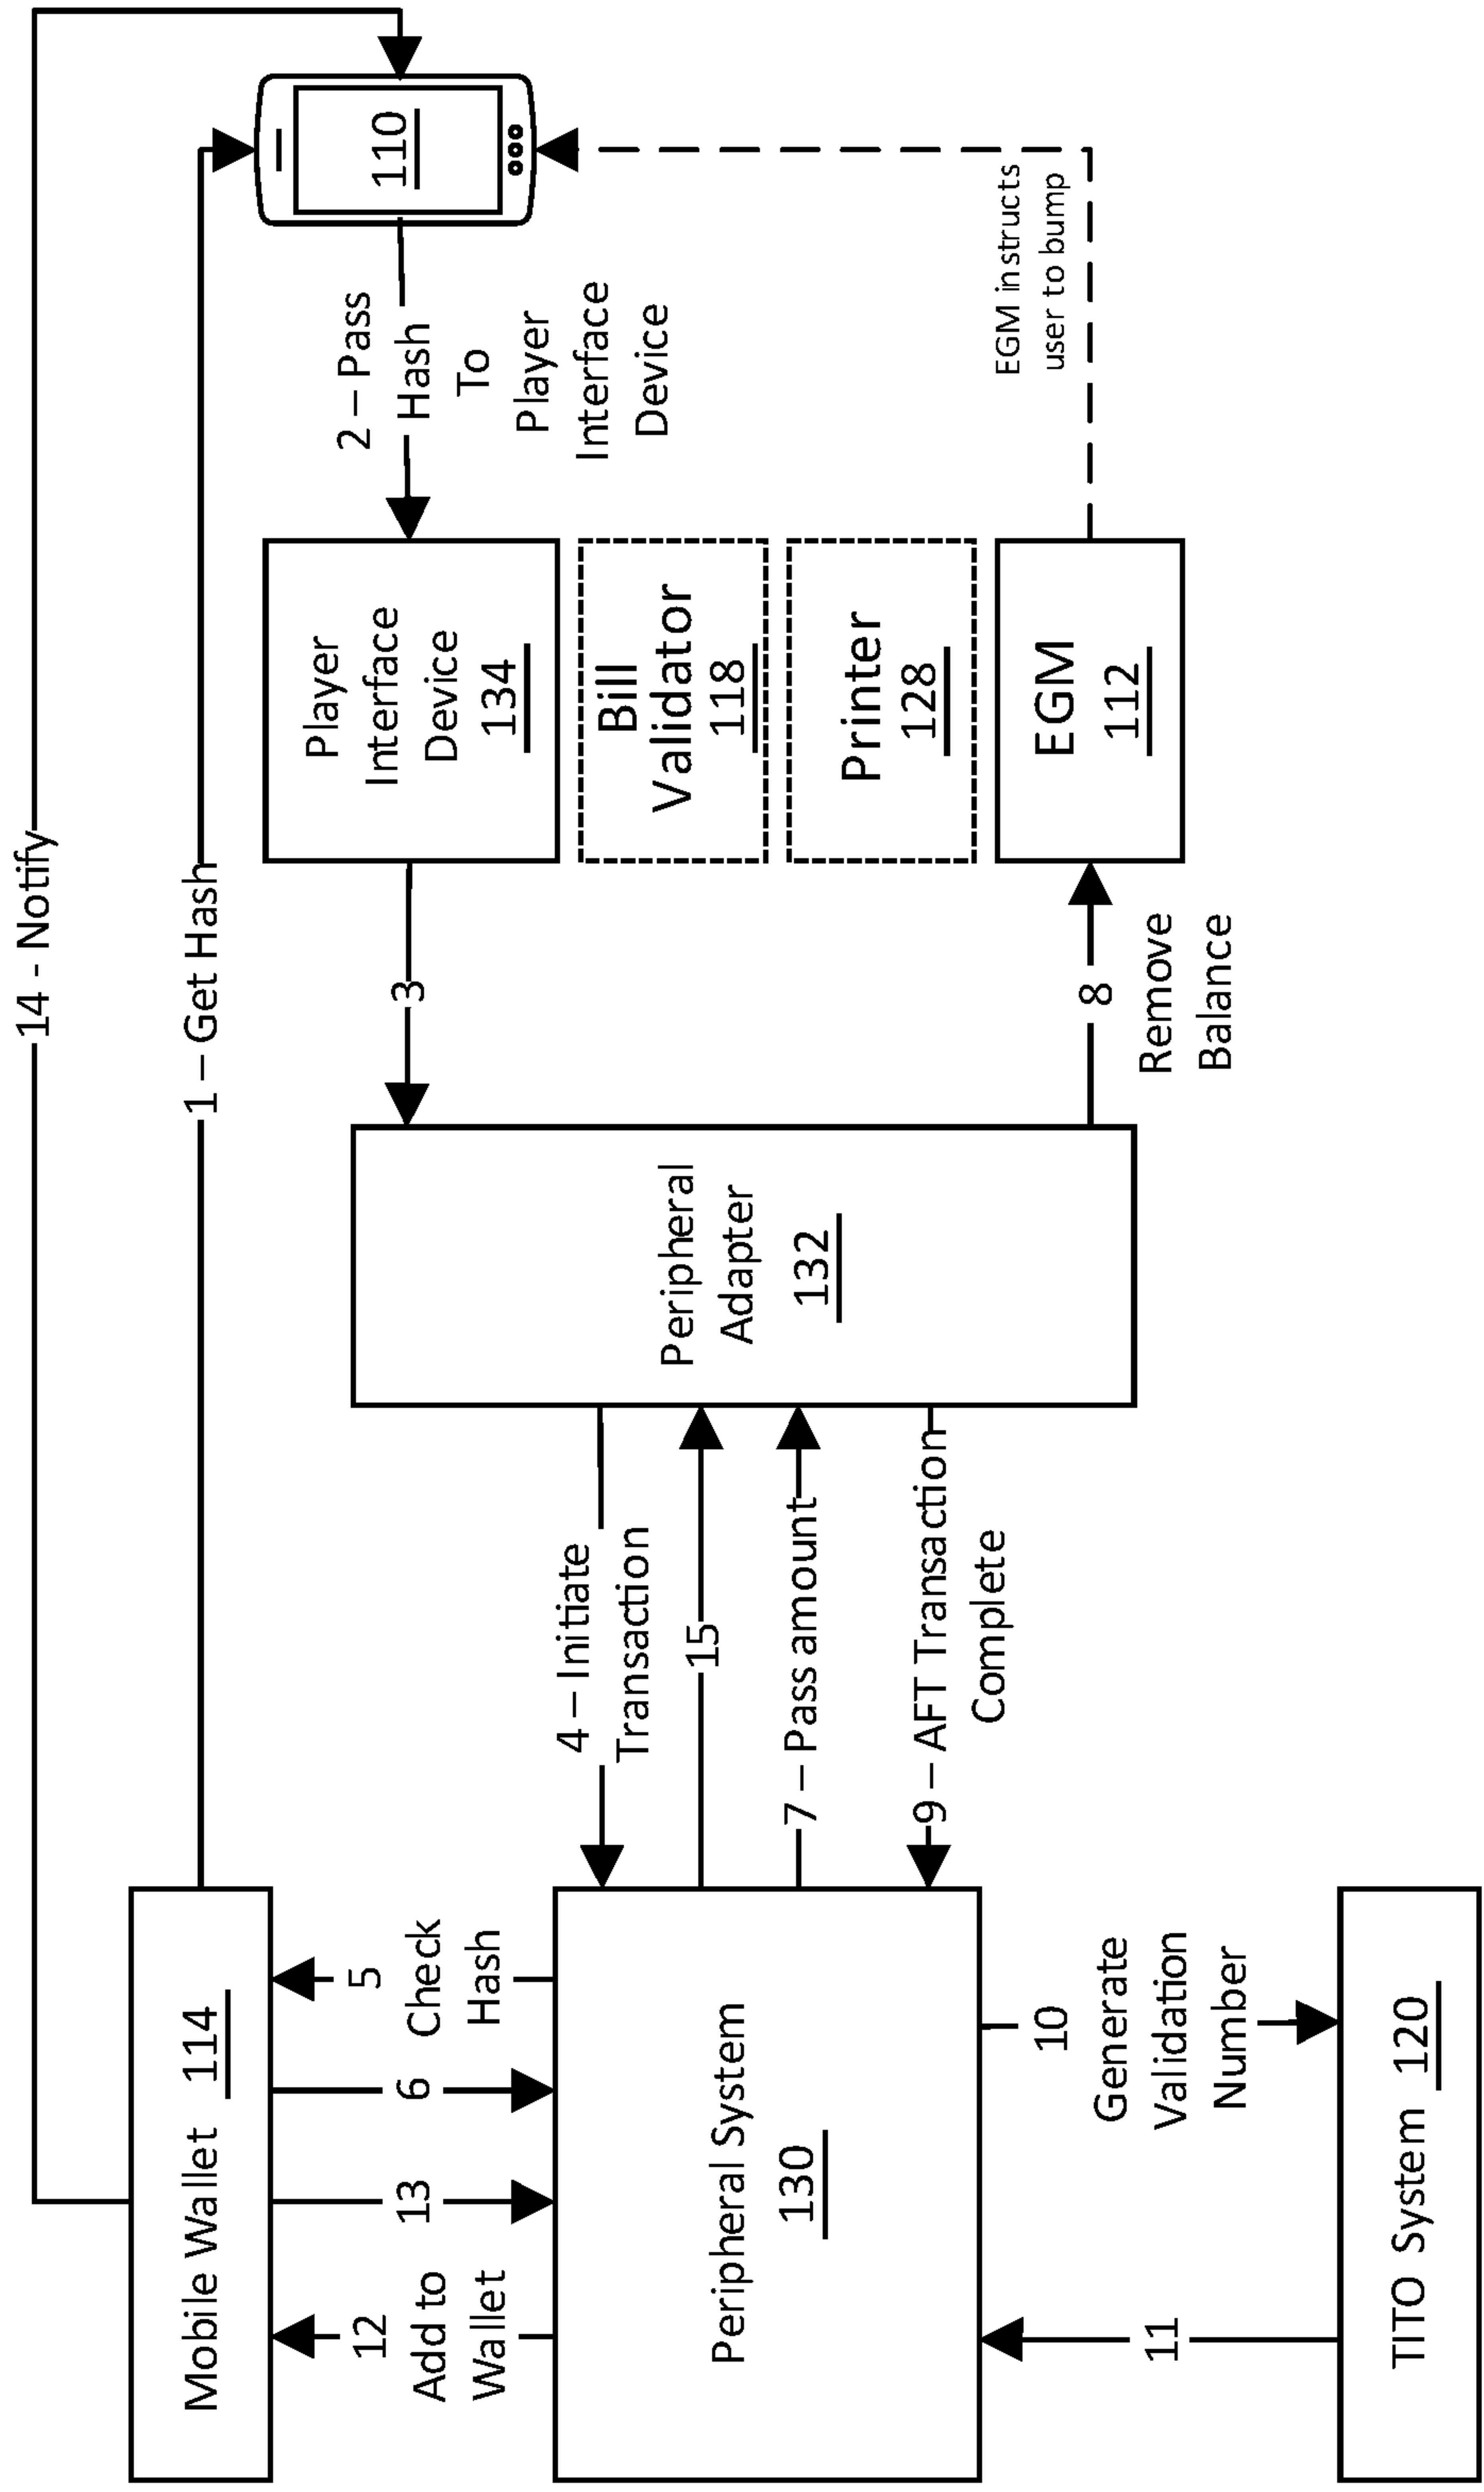 14 - Notify
1 – Get Hash
Mobile Wallet 114
12
Add to
Wallet
13
6
5
Check
Hash
Peripheral System
130
4 – Initiate
Transaction
15
7 – Pass amount
9 – AFT Transaction
Complete
11
10
Generate
Validation
Number
TITO System 120
Peripheral
Adapter
132
3
8
Remove
Balance
Player
Interface
Device
134
Bill
Validator
118
Printer
128
EGM
112
2 – Pass
Hash
To
Player
Interface
Device
110
EGM instructs
user to bump